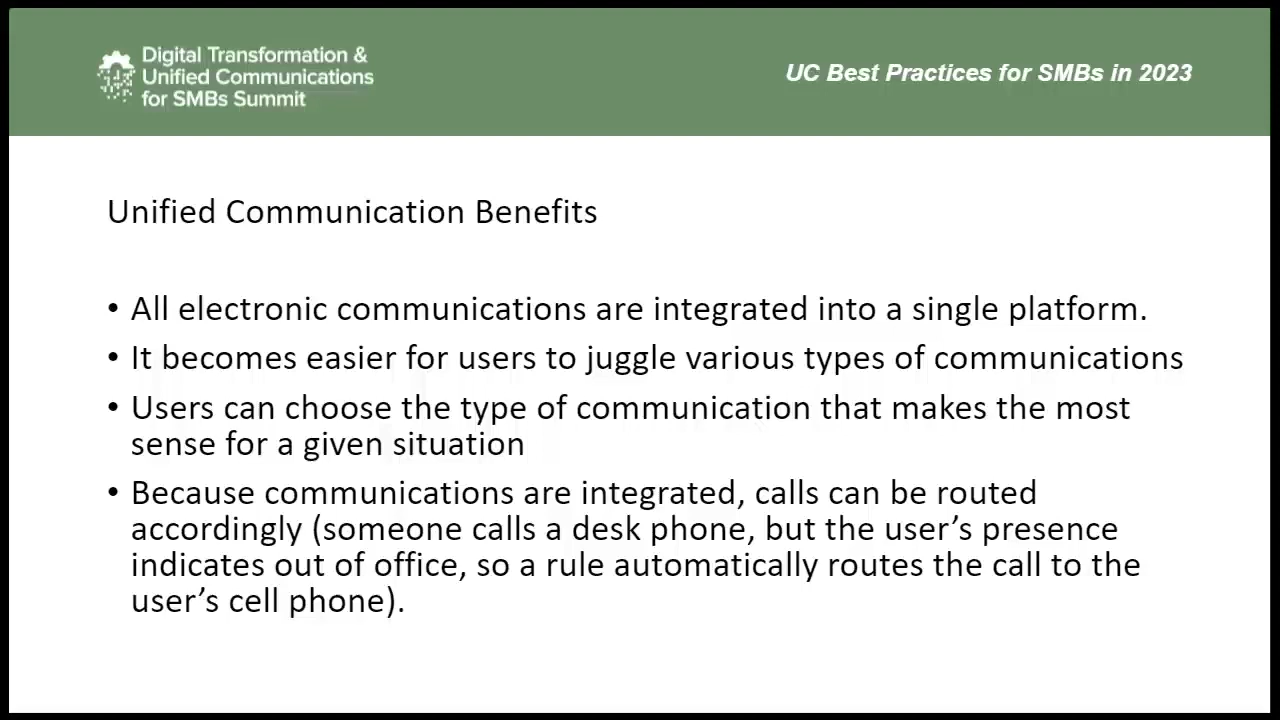 Digital Transformation &
Unified Communications
for SMBs Summit
UC Best Practices for SMBs in 2023
Unified Communication Benefits
• All electronic communications are integrated into a single platform.
• It becomes easier for users to juggle various types of communications
• Users can choose the type of communication that makes the most
sense for a given situation
• Because communications are integrated, calls can be routed
accordingly (someone calls a desk phone, but the user’s presence
indicates out of office, so a rule automatically routes the call to the
user’s cell phone).